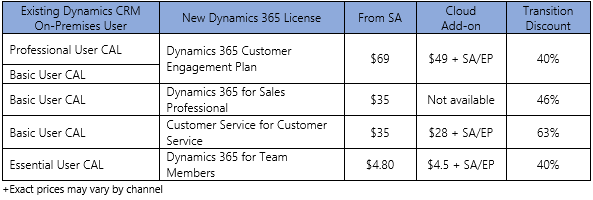 Existing Dynamics CRM
On-Premises User
New Dynamics 365 License
From SA
Cloud
Add-on
Transition
Discount
Professional User CAL
Basic User CAL
Dynamics 365 Customer
Engagement Plan
$69
$49 + SA/EP
40%
Basic User CAL
Dynamics 365 for Sales
Professional
$35
Not available
46%
Basic User CAL
Customer Service for Customer
Service
$35
$28 + SA/EP
63%
Essential User CAL
Dynamics 365 for Team
Members
$4.80
$4.5 + SA/EP
40%
+Exact prices may vary by channel